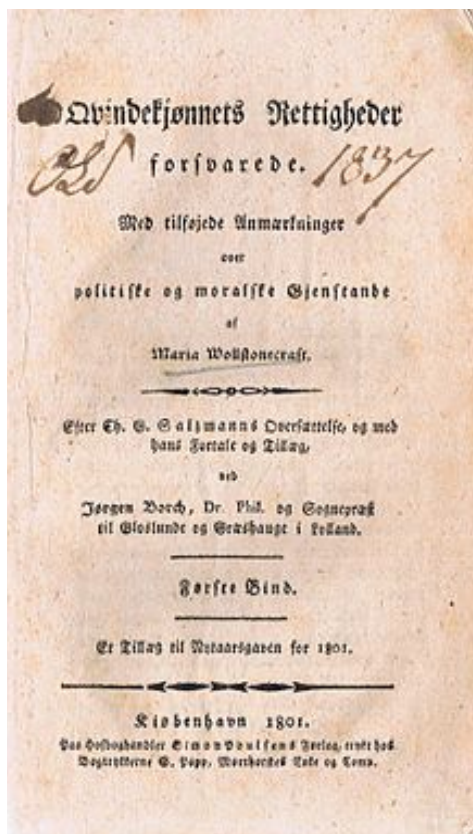 Qvindekjønnets Rettigheder
forsvarede.
1837
Med tilføjede Anmærkninger
over
politiske og moralske Gjenstande
af
Maria Wollstonecraft.
Efter Ch. G. Salzmanns Oversættelse, og med
hans Fortale og Tillæg,
ved
Jørgen Borch, Dr. Phil. og Sognepræst
til Gloslunde og Græshauge i Lolland.
Første Bind.
Et Tillæg til Nytaarsgaven for 1801.
Kiøbenhavn 1801.
Paa Hofboghandler Simon Poulsens Forlag, trykt hos
Bogtrykkerne G. Papp, Morthorstes Enke og Comp.